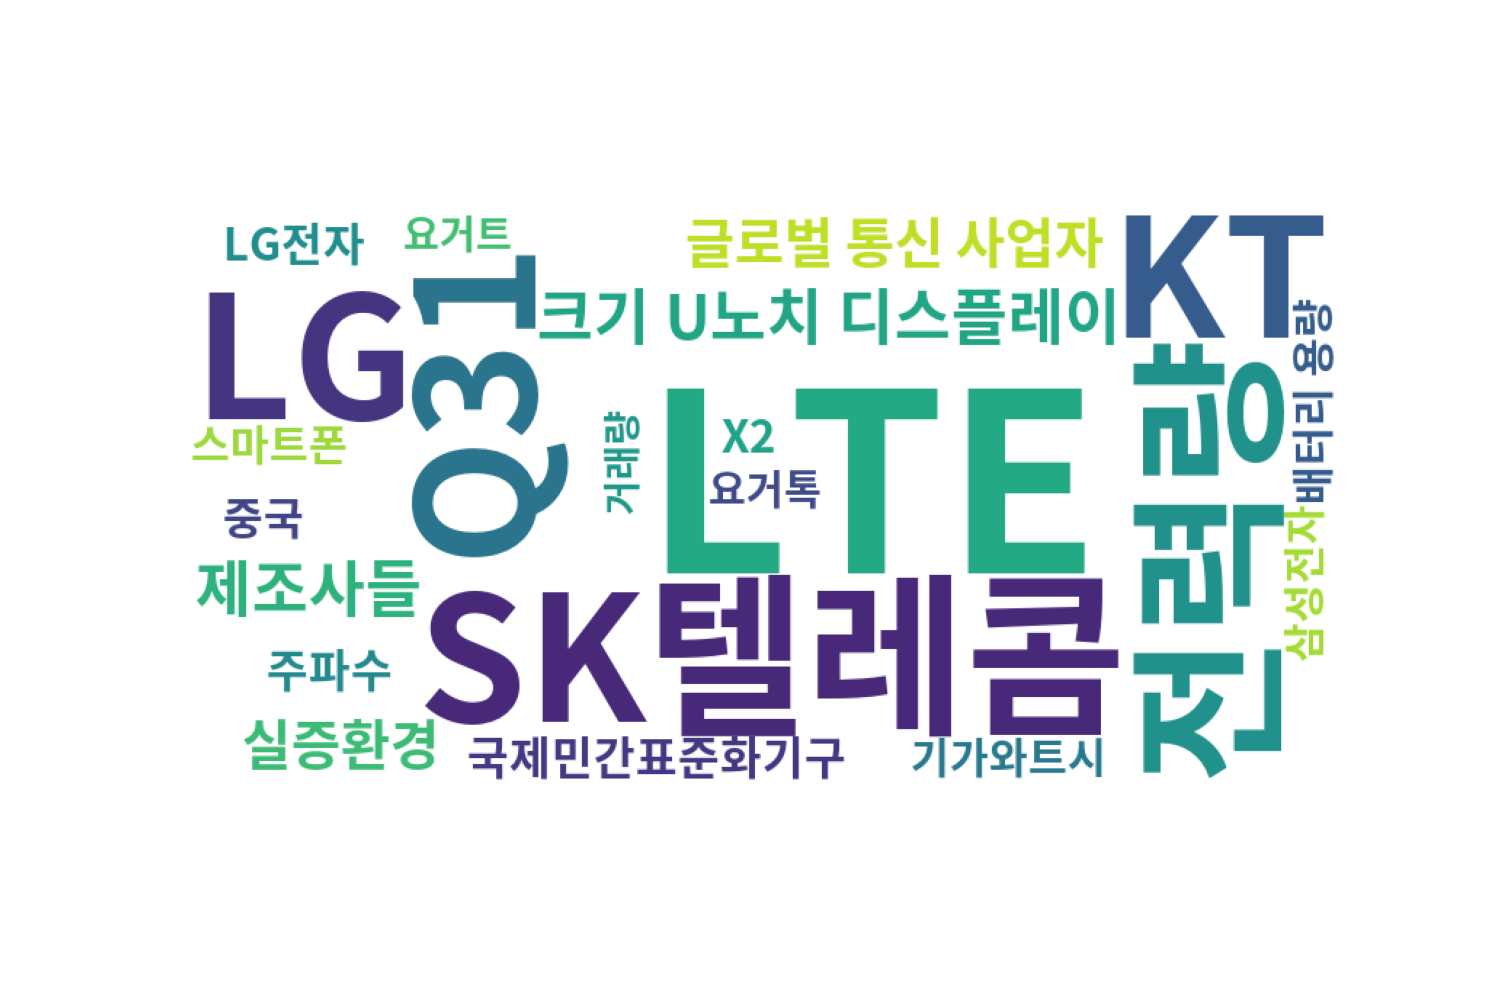 LG전자
요거트
글로벌 통신 사업자
KT
크기 U노치 디스플레이
LG
Q31
배터리 용량
전력량
LTE
X2
거래량
요거톡
스마트폰
중국
삼성전자
제조사들
SK텔레콤
주파수
실증환경
국제민간표준화기구
기가와트시